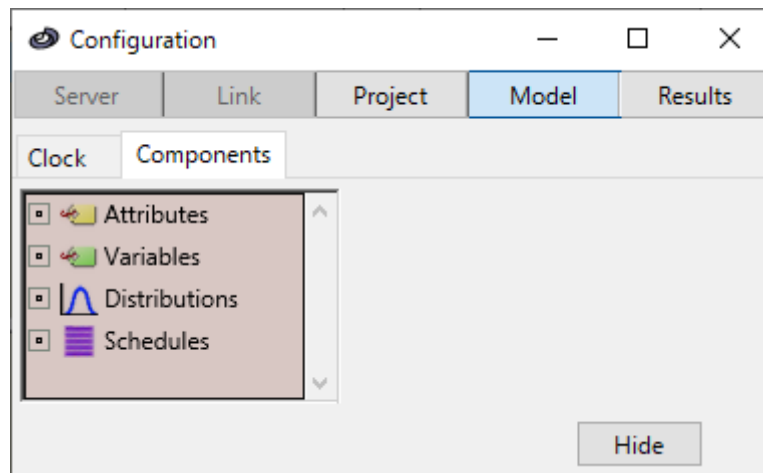 Configuration
Server Link Project Model Results
Clock Components
Attributes
Variables
Distributions
Schedules
Hide